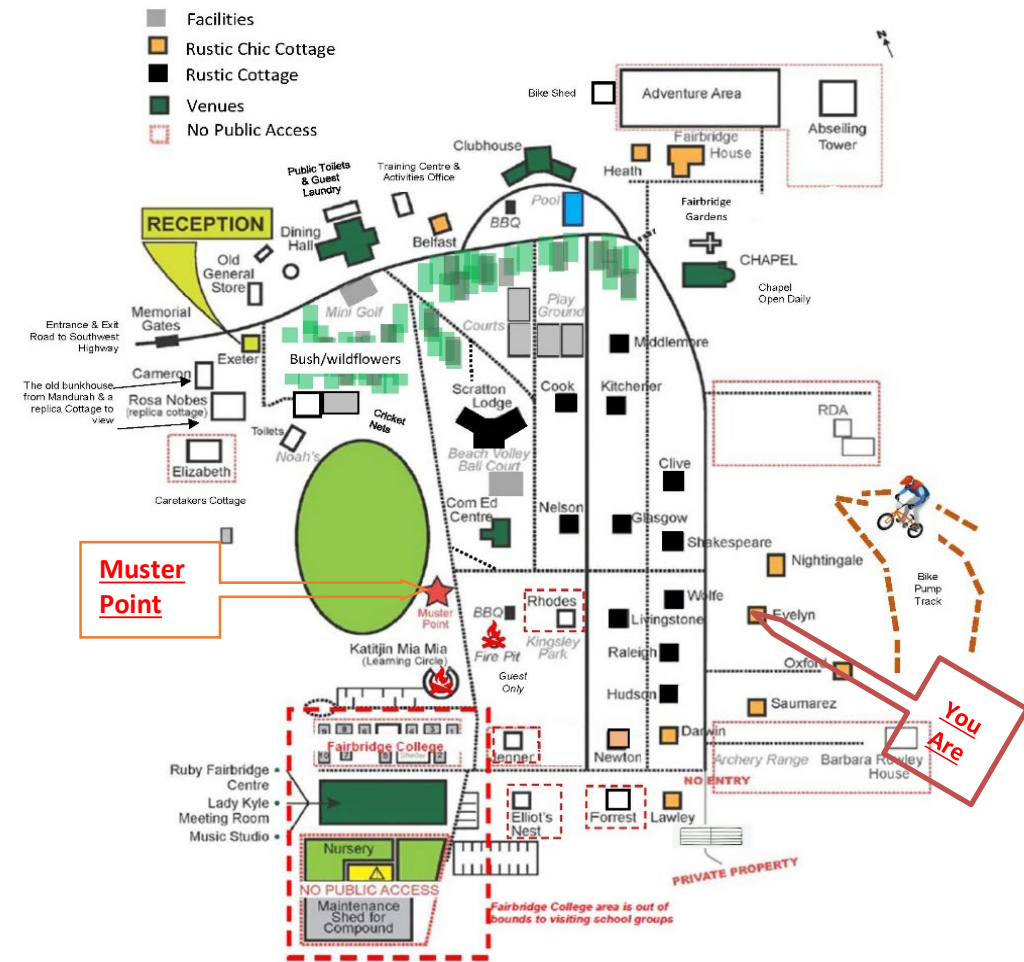 Facilities
Rustic Chic Cottage
Rustic Cottage
Venues
No Public Access
N
Bike Shed
Adventure Area
Abseiling
Tower
Fairbridge
House
Heath
Clubhouse
Public Toilets
& Guest
Laundry
Training Centre &
Activities Office
Pool
BBQ
Belfast
Fairbridge
Gardens
CHAPEL
Chapel
Open Daily
RECEPTION
Dining
Hall
Old
General
Store
Memorial
Gates
Entrance & Exit
Road to Southwest
Highway
Exeter
Mini Golf
Bush/wildflowers
Courts
Play
Ground
Middlemore
Cameron
The old bunkhouse
from Mandurah & a
replica Cottage to
view
Rosa Nobes
(replica cottage)
Toilets
Noah's
Cricket
Nets
Scratton
Lodge
Cook
Kitchener
RDA
Elizabeth
Caretakers Cottage
Beach Volley
Ball Court
Clive
Com Ed
Centre
Nelson
Glasgow
Shakespeare
Nightingale
Bike
Pump
Track
Muster
Point
Muster
Point
BBQ
Rhodes
Wolfe
Livingstone
Evelyn
Fire Pit
Kingsley
Park
Guest
Only
Katitjin Mia Mia
(Learning Circle)
Raleigh
Oxford
Hudson
Saumarez
You
Are
Fairbridge College
Jenner
Newton
Darwin
Archery Range
Barbara Rowley
House
NO ENTRY
Ruby Fairbridge
Centre
Lady Kyle
Meeting Room
Music Studio
Elliot's
Nest
Forrest
Lawley
PRIVATE PROPERTY
Nursery
NO PUBLIC ACCESS
Maintenance
Shed for
Compound
Fairbridge College area is out of
bounds to visiting school groups